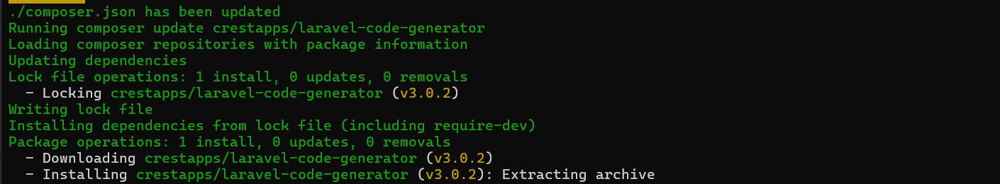 ./composer.json has been updated
Running composer update crestapps/laravel-code-generator
Loading composer repositories with package information
Updating dependencies
Lock file operations: 1 install, 0 updates, 0 removals
  - Locking crestapps/laravel-code-generator (v3.0.2)
Writing lock file
Installing dependencies from lock file (including require-dev)
Package operations: 1 install, 0 updates, 0 removals
  - Downloading crestapps/laravel-code-generator (v3.0.2)
  - Installing crestapps/laravel-code-generator (v3.0.2): Extracting archive